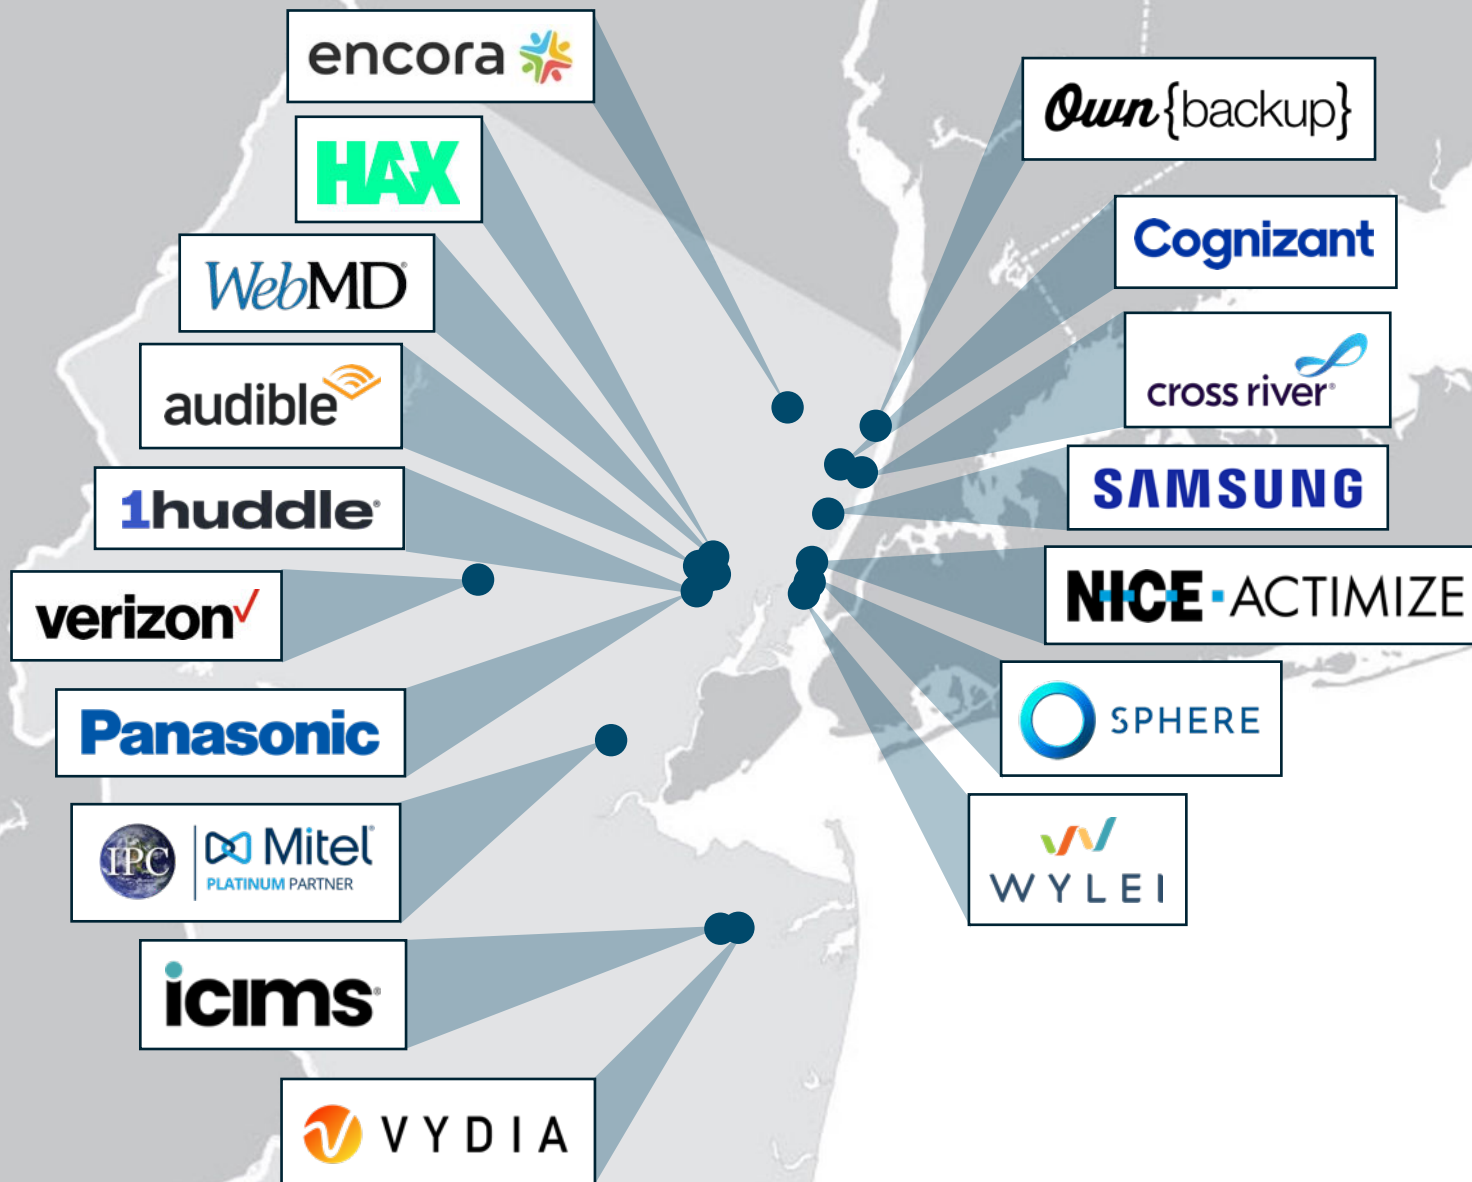 encora
HAX
WebMD
audible
1huddle
verizon
Panasonic
IPC
Mitel
PLATINUM PARTNER
icims
VYDIA
Own {backup}
Cognizant
cross river
SAMSUNG
NICE·ACTIMIZE
SPHERE
WYLEI